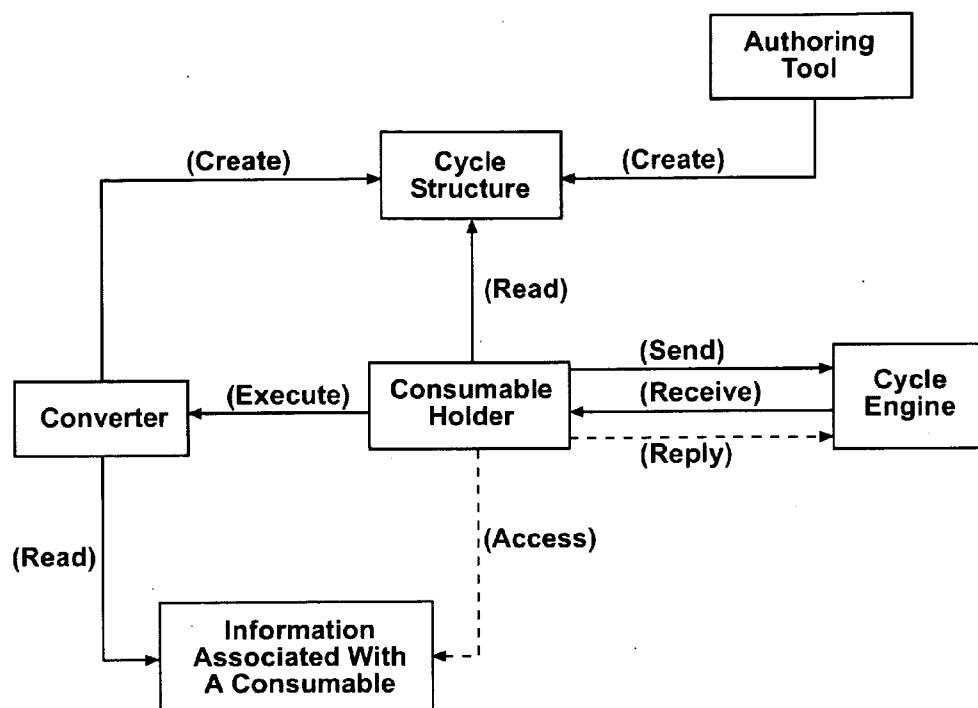 Authoring
Tool
(Create)
Cycle
Structure
(Create)
(Read)
Converter
(Execute)
Consumable
Holder
(Send)
(Receive)
(Reply)
Cycle
Engine
(Read)
(Access)
Information
Associated With
A Consumable